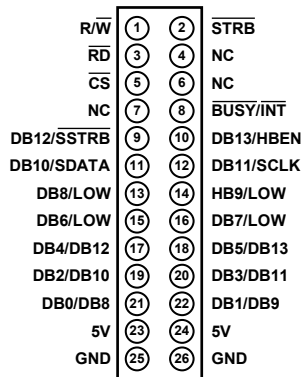 R/W̅ 1 2 S̅T̅R̅B̅
R̅D̅ 3 4 NC
C̅S̅ 5 6 NC
NC 7 8 B̅U̅S̅Y̅/I̅N̅T̅
DB12/S̅S̅T̅R̅B̅ 9 10 DB13/HBEN
DB10/SDATA 11 12 DB11/SCLK
DB8/LOW 13 14 HB9/LOW
DB6/LOW 15 16 DB7/LOW
DB4/DB12 17 18 DB5/DB13
DB2/DB10 19 20 DB3/DB11
DB0/DB8 21 22 DB1/DB9
5V 23 24 5V
GND 25 26 GND